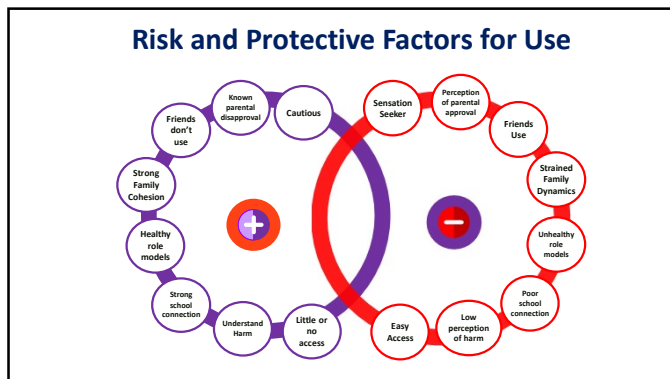 Risk and Protective Factors for Use
Known
parental
disapproval
Cautious
Friends
don't
use
Strong
Family
Cohesion
Healthy
role
models
Strong
school
connection
Understand
Harm
Little or
no
access
Sensation
Seeker
Perception
of parental
approval
Friends
Use
Strained
Family
Dynamics
Unhealthy
role models
Poor
school
connection
Low
perception
of harm
Easy
Access